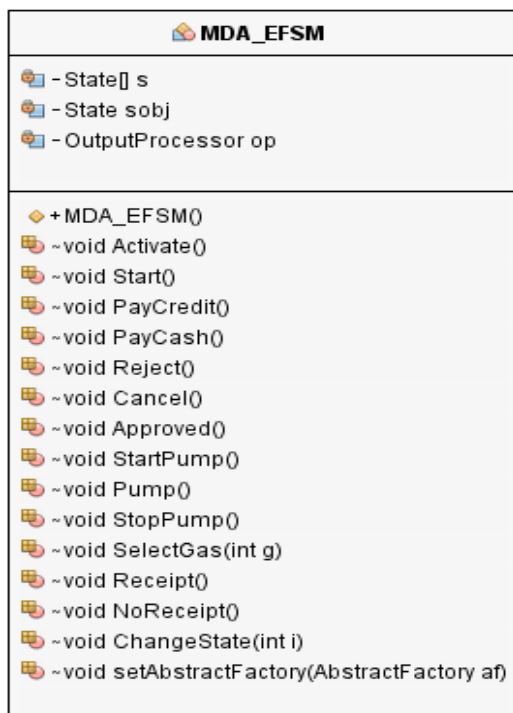 MDA_EFSM
-State[] s
-State sobj
-OutputProcessor op
+MDA_EFSM()
~void Activate()
~void Start()
~void PayCredit()
~void PayCash()
~void Reject()
~void Cancel()
~void Approved()
~void StartPump()
~void Pump()
~void StopPump()
~void SelectGas(int g)
~void Receipt()
~void NoReceipt()
~void ChangeState(int i)
~void setAbstractFactory(AbstractFactory af)